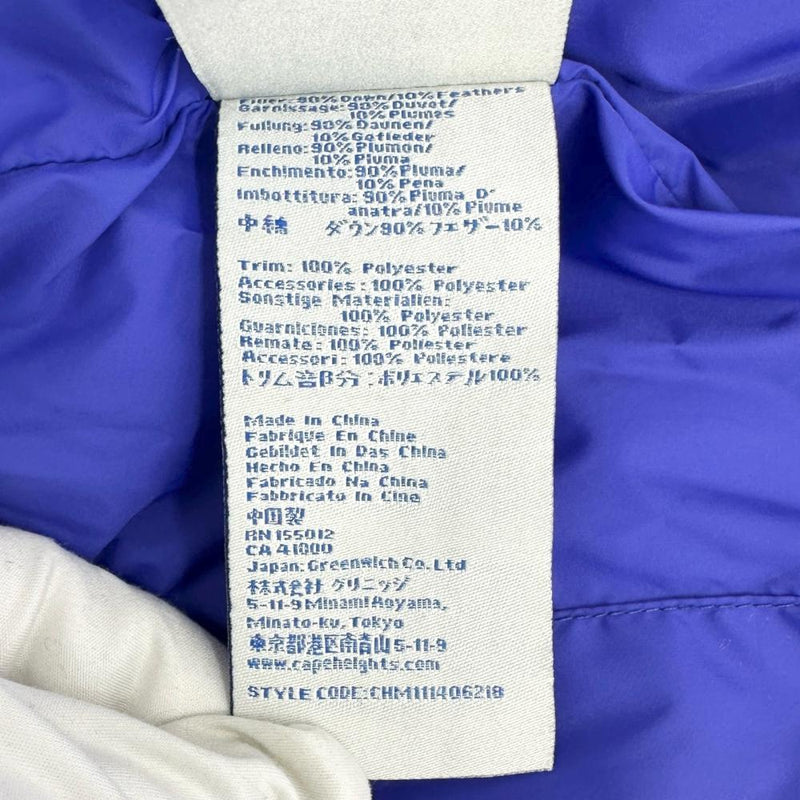 Filler: 90% Down/10% Feathers
Garnissage: 90% Duvet/
10% Plumes
Fullung: 90% Daunen/
10% Gefieder
Relleno: 90% Plumon/
10% Pluma
Enchimento: 90% Pluma/
10% Pena
Imbottitura: 90% Piuma D'
anatra/10% Piume
中綿 ダウン90% フェザー10%
Trim: 100% Polyester
Accessories: 100% Polyester
Sonstige Materialien:
100% Polyester
Guarniciones: 100% Poliester
Remate: 100% Poliester
Accessori: 100% Poliestere
トリム部分:ポリエステル100%
Made In China
Fabrique En Chine
Gebildet In Das China
Hecho En China
Fabricado Na China
Fabbricato In Cine
中国製
RN 155012
CA 41000
Japan: Greenwich Co. Ltd
株式会社 グリニッジ
5-11-9 Minami Aoyama,
Minato-ku, Tokyo
東京都港区南青山5-11-9
www.capeheights.com
STYLE CODE: CHM111406218